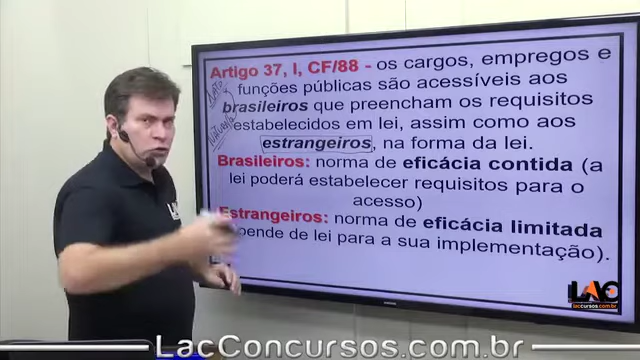 Artigo 37, I, CF/88 - os cargos, empregos e
funções públicas são acessíveis aos
brasileiros que preencham os requisitos
estabelecidos em lei, assim como aos
estrangeiros, na forma da lei.
Brasileiros: norma de eficácia contida (a
lei poderá estabelecer requisitos para o
acesso)
Estrangeiros: norma de eficácia limitada
de lei para a sua implementação).
LAC
laccursos.com.br
LacConcursos.com.br